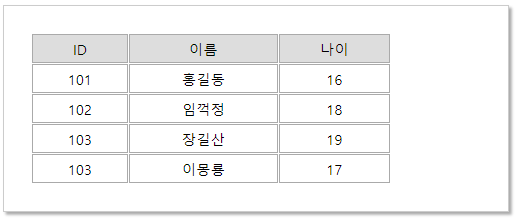 ID 이름 나이
101 홍길동 16
102 임꺽정 18
103 장길산 19
103 이몽룡 17